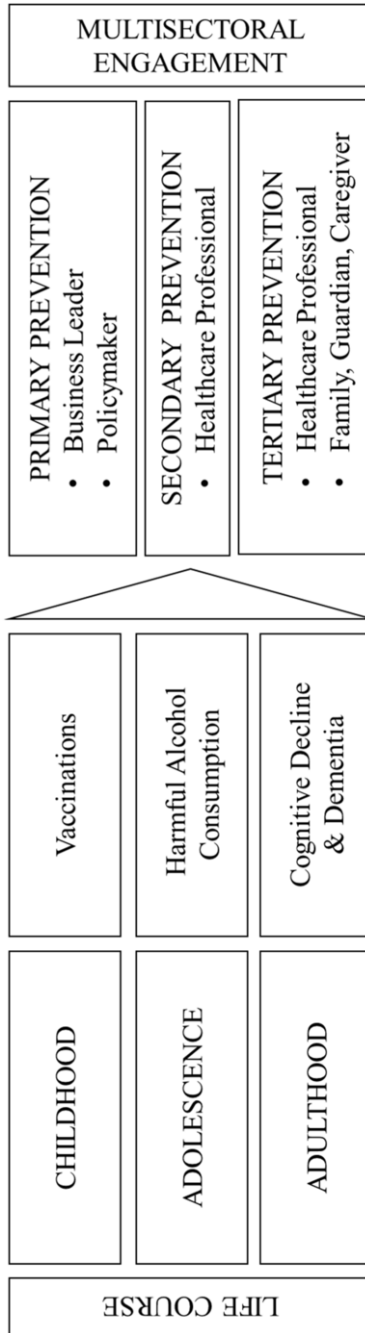 LIFE COURSE
CHILDHOOD
Vaccinations
ADOLESCENCE
Harmful Alcohol
Consumption
ADULTHOOD
Cognitive Decline
& Dementia
PRIMARY PREVENTION
• Business Leader
• Policymaker
SECONDARY PREVENTION
• Healthcare Professional
TERTIARY PREVENTION
• Healthcare Professional
• Family, Guardian, Caregiver
MULTISECTORAL
ENGAGEMENT